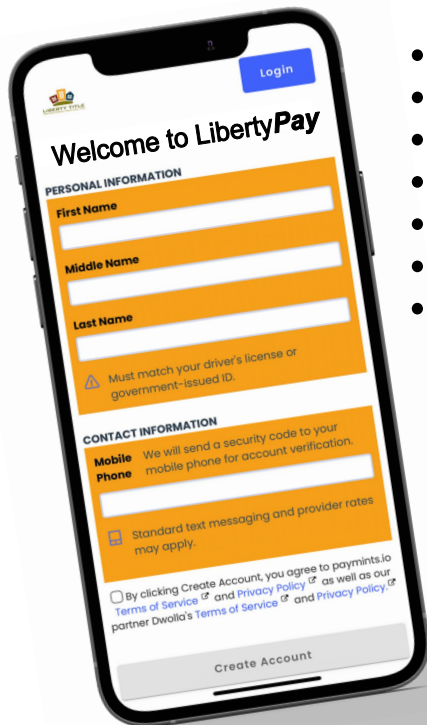 Login
LIBERTY TITLE
Welcome to LibertyPay
PERSONAL INFORMATION
First Name
Middle Name
Last Name
Must match your driver's license or
government-issued ID.
CONTACT INFORMATION
Mobile Phone
We will send a security code to your
mobile phone for account verification.
Standard text messaging and provider rates
may apply.
By clicking Create Account, you agree to paymints.io
Terms of Service and Privacy Policy as well as our
partner Dwolla's Terms of Service and Privacy Policy.
Create Account